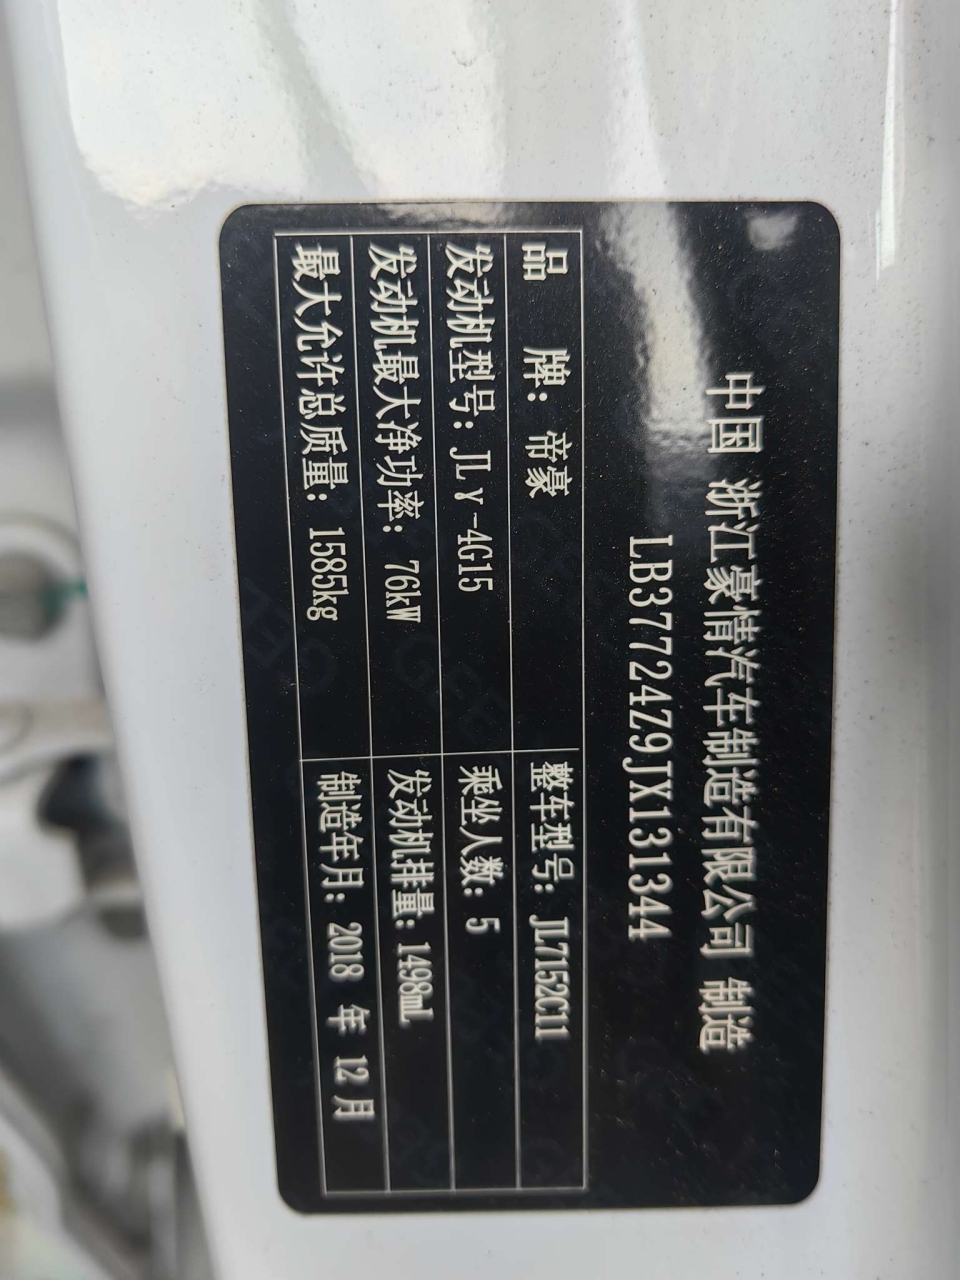 中国 浙江豪情汽车制造有限公司 制造
LB37724Z9JX131344
品 牌: 帝豪 整车型号: JL7152C11
发动机型号: JLγ-4G15 乘坐人数: 5
发动机最大净功率: 76kW 发动机排量: 1498mL
最大允许总质量: 1585kg 制造年月: 2018 年 12 月